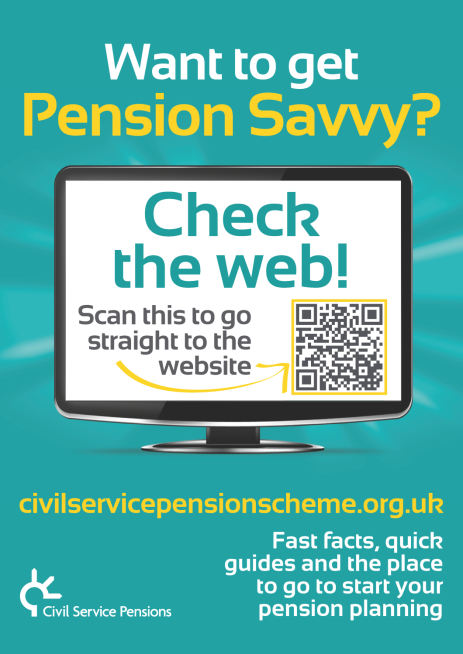 Want to get
Pension Savvy?
Check
the web!
Scan this to go
straight to the
website
civilservicepensionscheme.org.uk
Fast facts, quick
guides and the place
to go to start your
pension planning
Civil Service Pensions